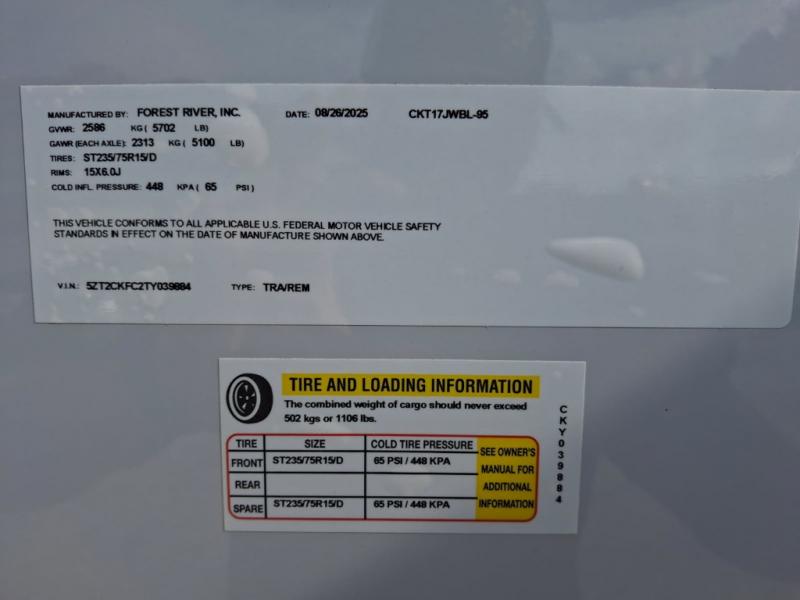 MANUFACTURED BY: FOREST RIVER, INC. DATE: 08/26/2025 CKT17JWBL-95
GVWR: 2586 KG ( 5702 LB)
GAWR (EACH AXLE): 2313 KG ( 5100 LB)
TIRES: ST235/75R15/D
RIMS: 15X6.0J
COLD INFL. PRESSURE: 448 KPA ( 65 PSI )
THIS VEHICLE CONFORMS TO ALL APPLICABLE U.S. FEDERAL MOTOR VEHICLE SAFETY
STANDARDS IN EFFECT ON THE DATE OF MANUFACTURE SHOWN ABOVE.
V.I.N.: 5ZT2CKFC2TY039884 TYPE: TRA/REM
TIRE AND LOADING INFORMATION
The combined weight of cargo should never exceed
502 kgs or 1106 lbs.
TIRE SIZE COLD TIRE PRESSURE
FRONT ST235/75R15/D 65 PSI / 448 KPA
REAR
SPARE ST235/75R15/D 65 PSI / 448 KPA
SEE OWNER'S
MANUAL FOR
ADDITIONAL
INFORMATION
CKY039884